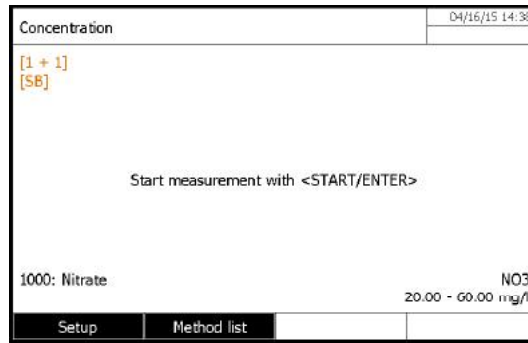 Concentration
04/16/15 14:38
[1 + 1]
[SB]
Start measurement with <START/ENTER>
1000: Nitrate
NO3
20.00 - 60.00 mg/l
Setup
Method list